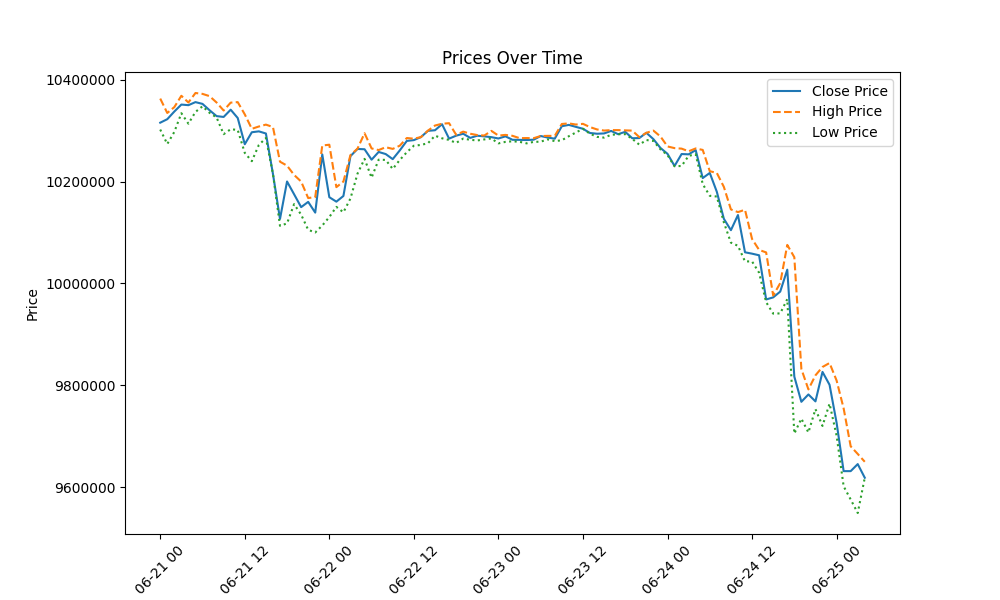 Prices Over Time
Close Price
High Price
Low Price
Price
10400000
10200000
10000000
9800000
9600000
06-21 00
06-21 12
06-22 00
06-22 12
06-23 00
06-23 12
06-24 00
06-24 12
06-25 00